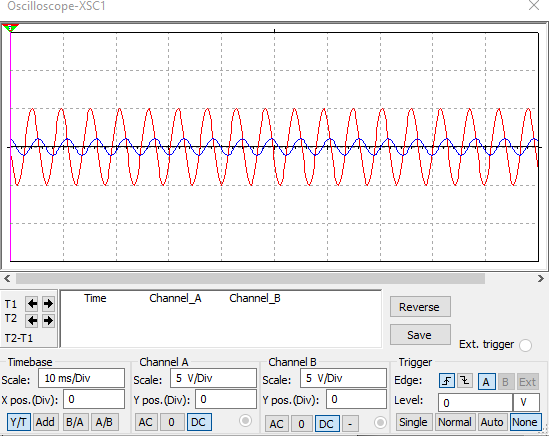 Oscilloscope-XSC1
T1
T2
T2-T1
Time Channel_A Channel_B
Reverse
Save
Ext. trigger
Timebase
Scale: 10 ms/Div
X pos.(Div): 0
Y/T Add B/A A/B
Channel A
Scale: 5 V/Div
Y pos.(Div): 0
AC 0 DC
Channel B
Scale: 5 V/Div
Y pos.(Div): 0
AC 0 DC -
Trigger
Edge: A B Ext
Level: 0 V
Single Normal Auto None